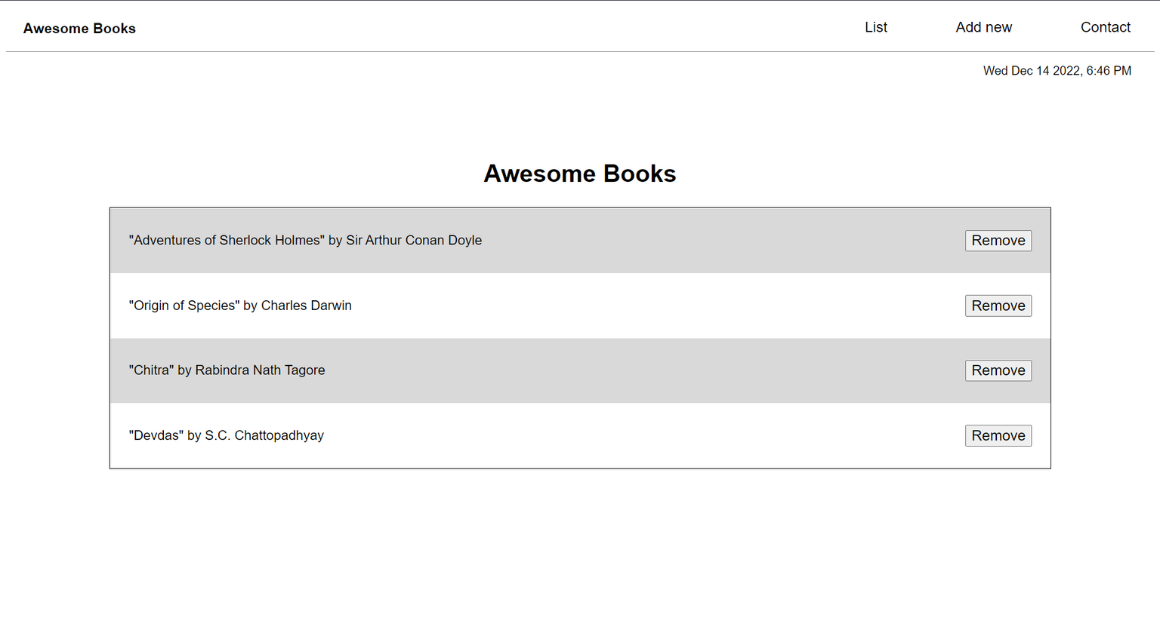 Awesome Books List Add new Contact
Wed Dec 14 2022, 6:46 PM
Awesome Books
"Adventures of Sherlock Holmes" by Sir Arthur Conan Doyle Remove
"Origin of Species" by Charles Darwin Remove
"Chitra" by Rabindra Nath Tagore Remove
"Devdas" by S.C. Chattopadhyay Remove